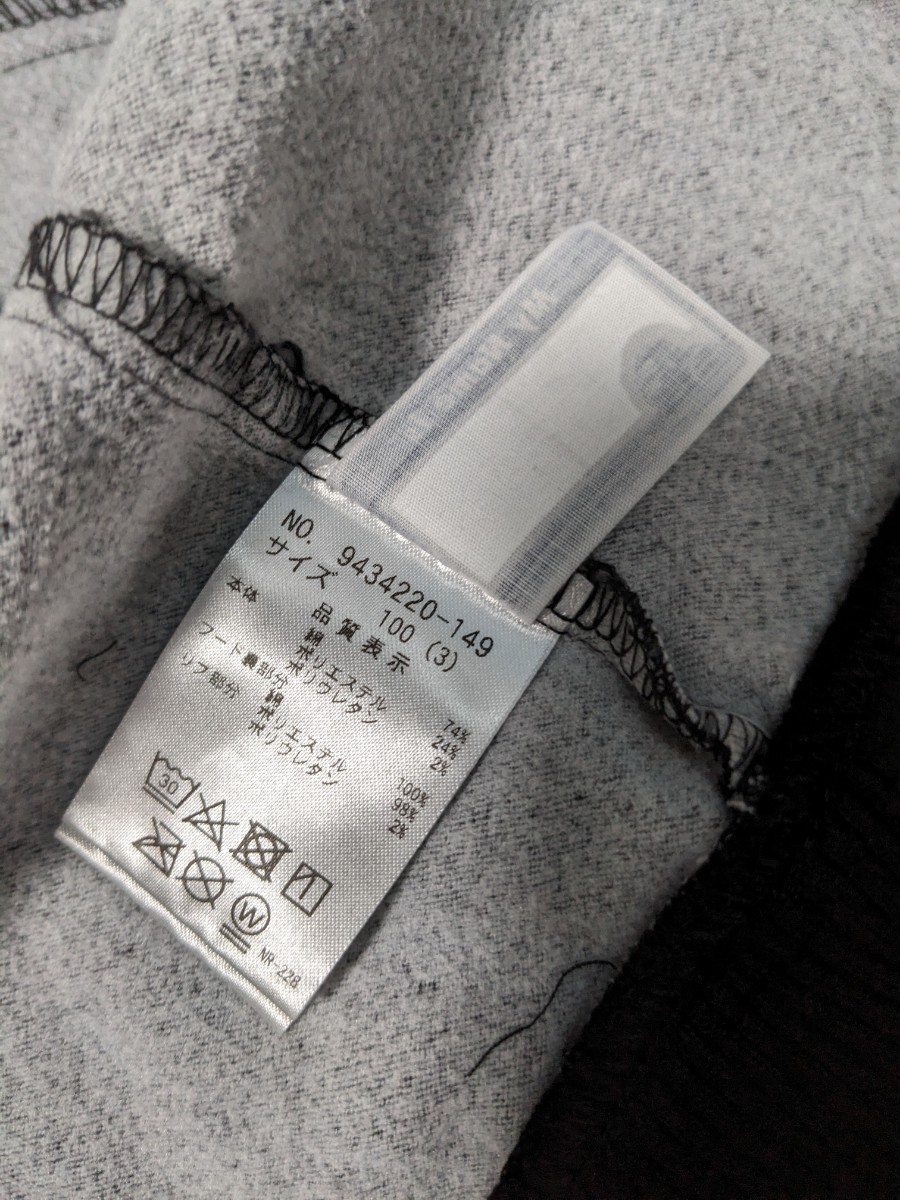 NO. 9434220-149
サイズ 100 (3)
品質表示
本体 綿 74%
ポリエステル 24%
ポリウレタン 2%
フード裏部分 綿 100%
リブ部分 ポリエステル 98%
ポリウレタン 2%
30
W
NR-428